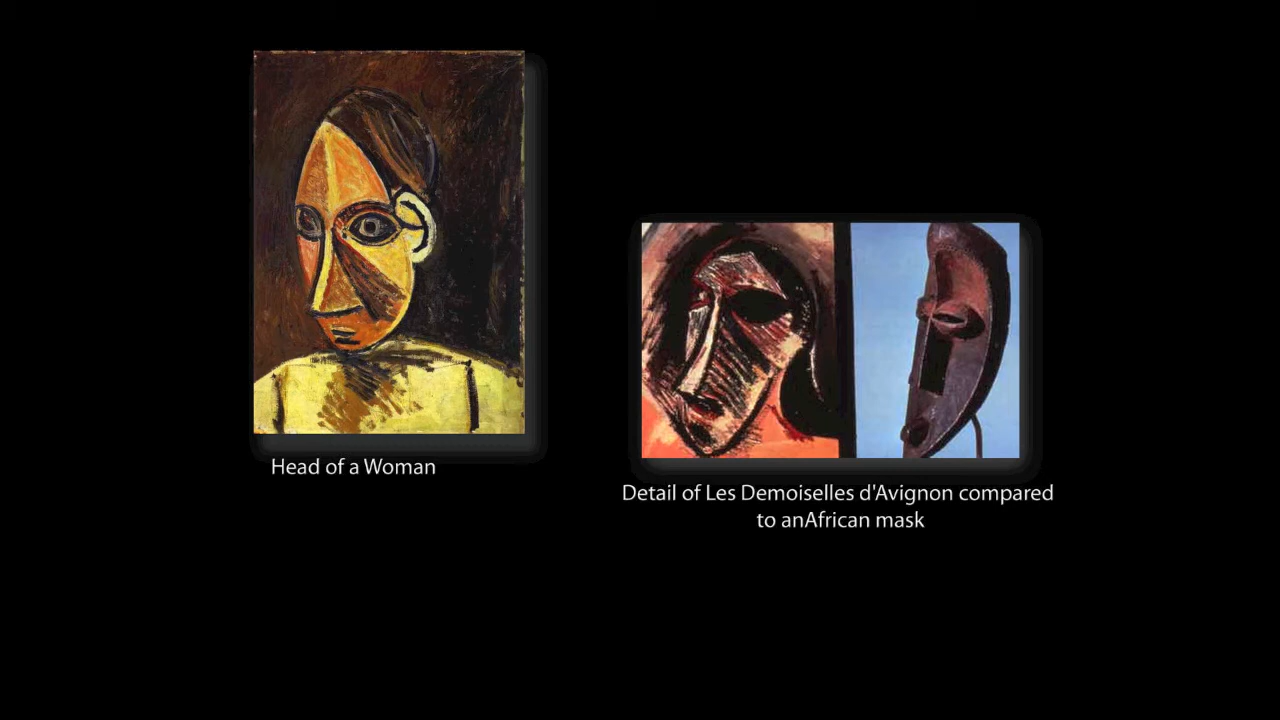 Head of a Woman
Detail of Les Demoiselles d'Avignon compared
to anAfrican mask